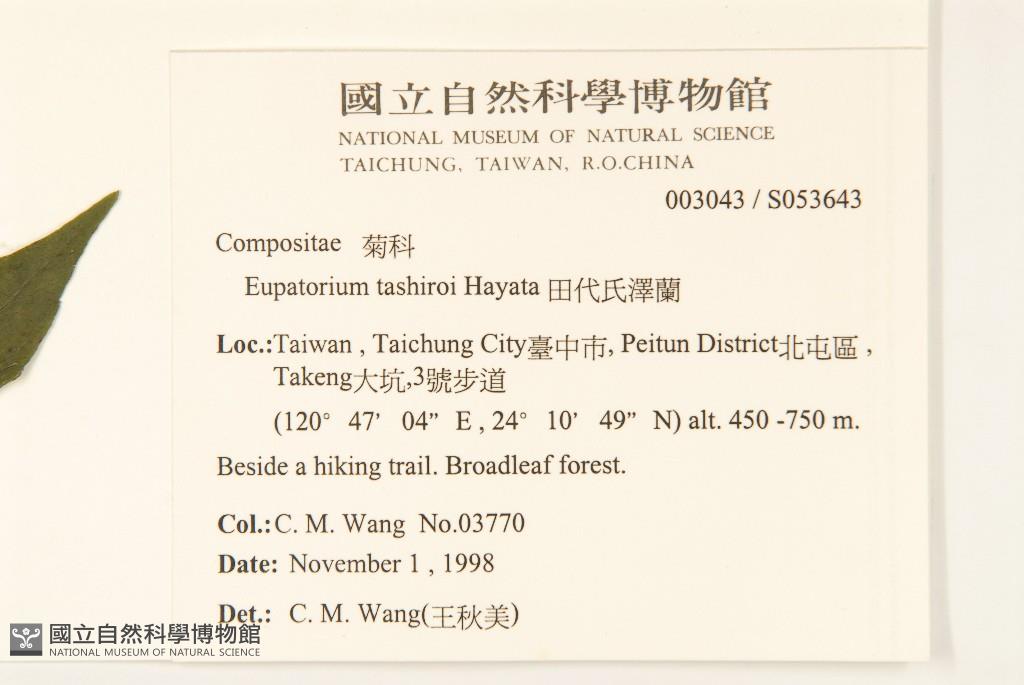 國立自然科學博物館
NATIONAL MUSEUM OF NATURAL SCIENCE
TAICHUNG, TAIWAN, R.O.CHINA
003043 / S053643
Compositae 菊科
Eupatorium tashiroi Hayata 田代氏澤蘭
Loc.:Taiwan , Taichung City臺中市, Peitun District北屯區 ,
Takeng大坑,3號步道
(120° 47’ 04” E , 24° 10’ 49” N) alt. 450 -750 m.
Beside a hiking trail. Broadleaf forest.
Col.: C. M. Wang No.03770
Date: November 1 , 1998
Det.: C. M. Wang(王秋美)
國立自然科學博物館
NATIONAL MUSEUM OF NATURAL SCIENCE